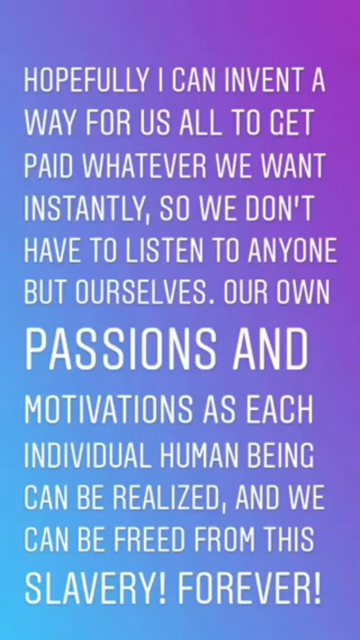 HOPEFULLY I CAN INVENT A
WAY FOR US ALL TO GET
PAID WHATEVER WE WANT
INSTANTLY, SO WE DON'T
HAVE TO LISTEN TO ANYONE
BUT OURSELVES. OUR OWN
PASSIONS AND
MOTIVATIONS AS EACH
INDIVIDUAL HUMAN BEING
CAN BE REALIZED, AND WE
CAN BE FREED FROM THIS
SLAVERY! FOREVER!